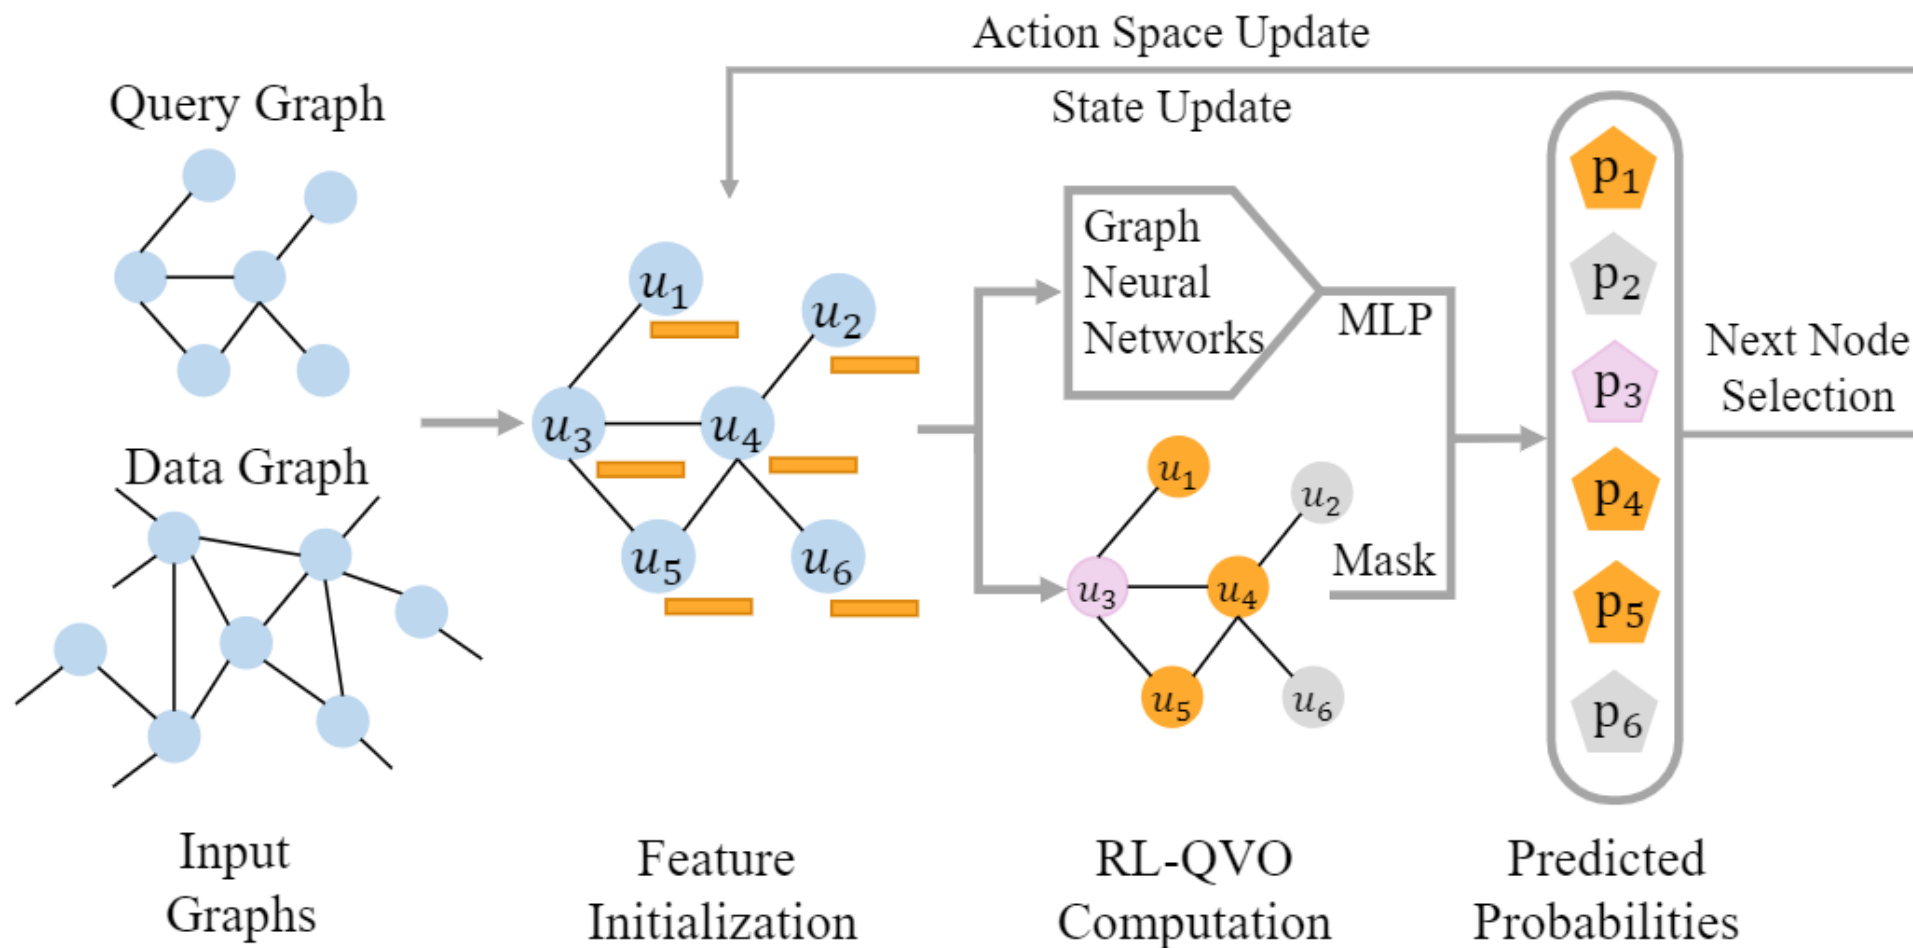 Action Space Update
State Update
Query Graph
Data Graph
u1
u2
u3
u4
u5
u6
Graph
Neural
Networks
MLP
u1
u2
u3
u4
u5
u6
Mask
p1
p2
p3
p4
p5
p6
Next Node
Selection
Input
Graphs
Feature
Initialization
RL-QVO
Computation
Predicted
Probabilities